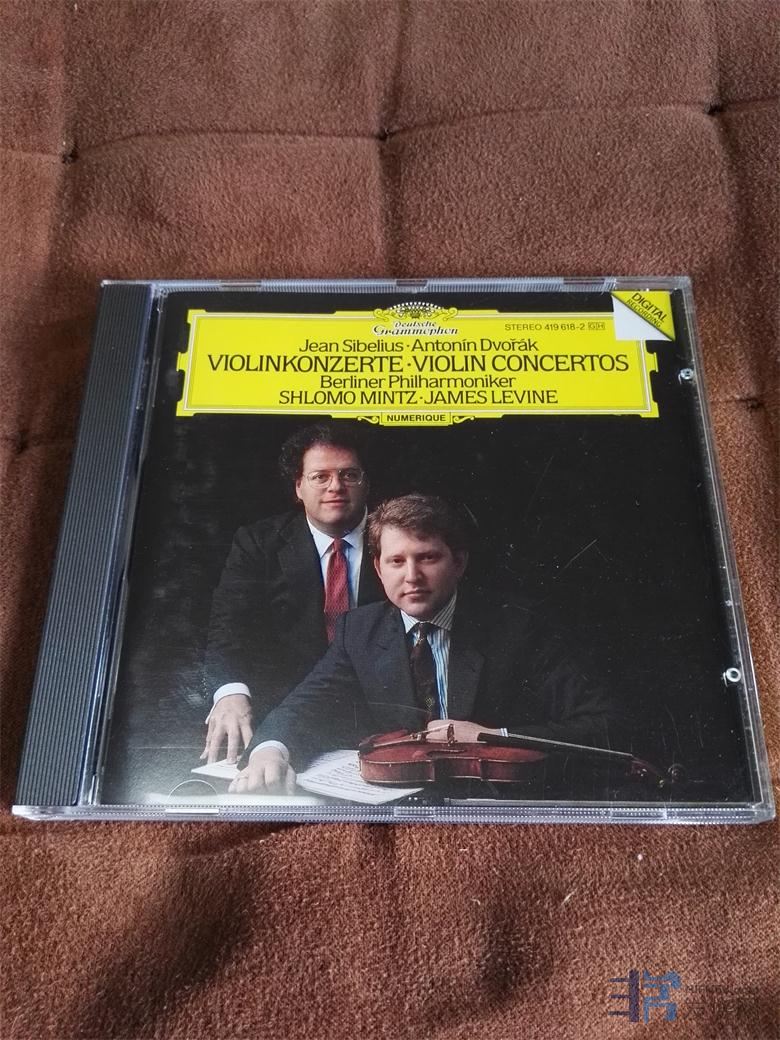 Deutsche
Grammophon
STEREO 419 618-2 GH
DIGITAL
RECORDING
Jean Sibelius · Antonín Dvořák
VIOLINKONZERTE · VIOLIN CONCERTOS
Berliner Philharmoniker
SHLOMO MINTZ · JAMES LEVINE
NUMERIQUE